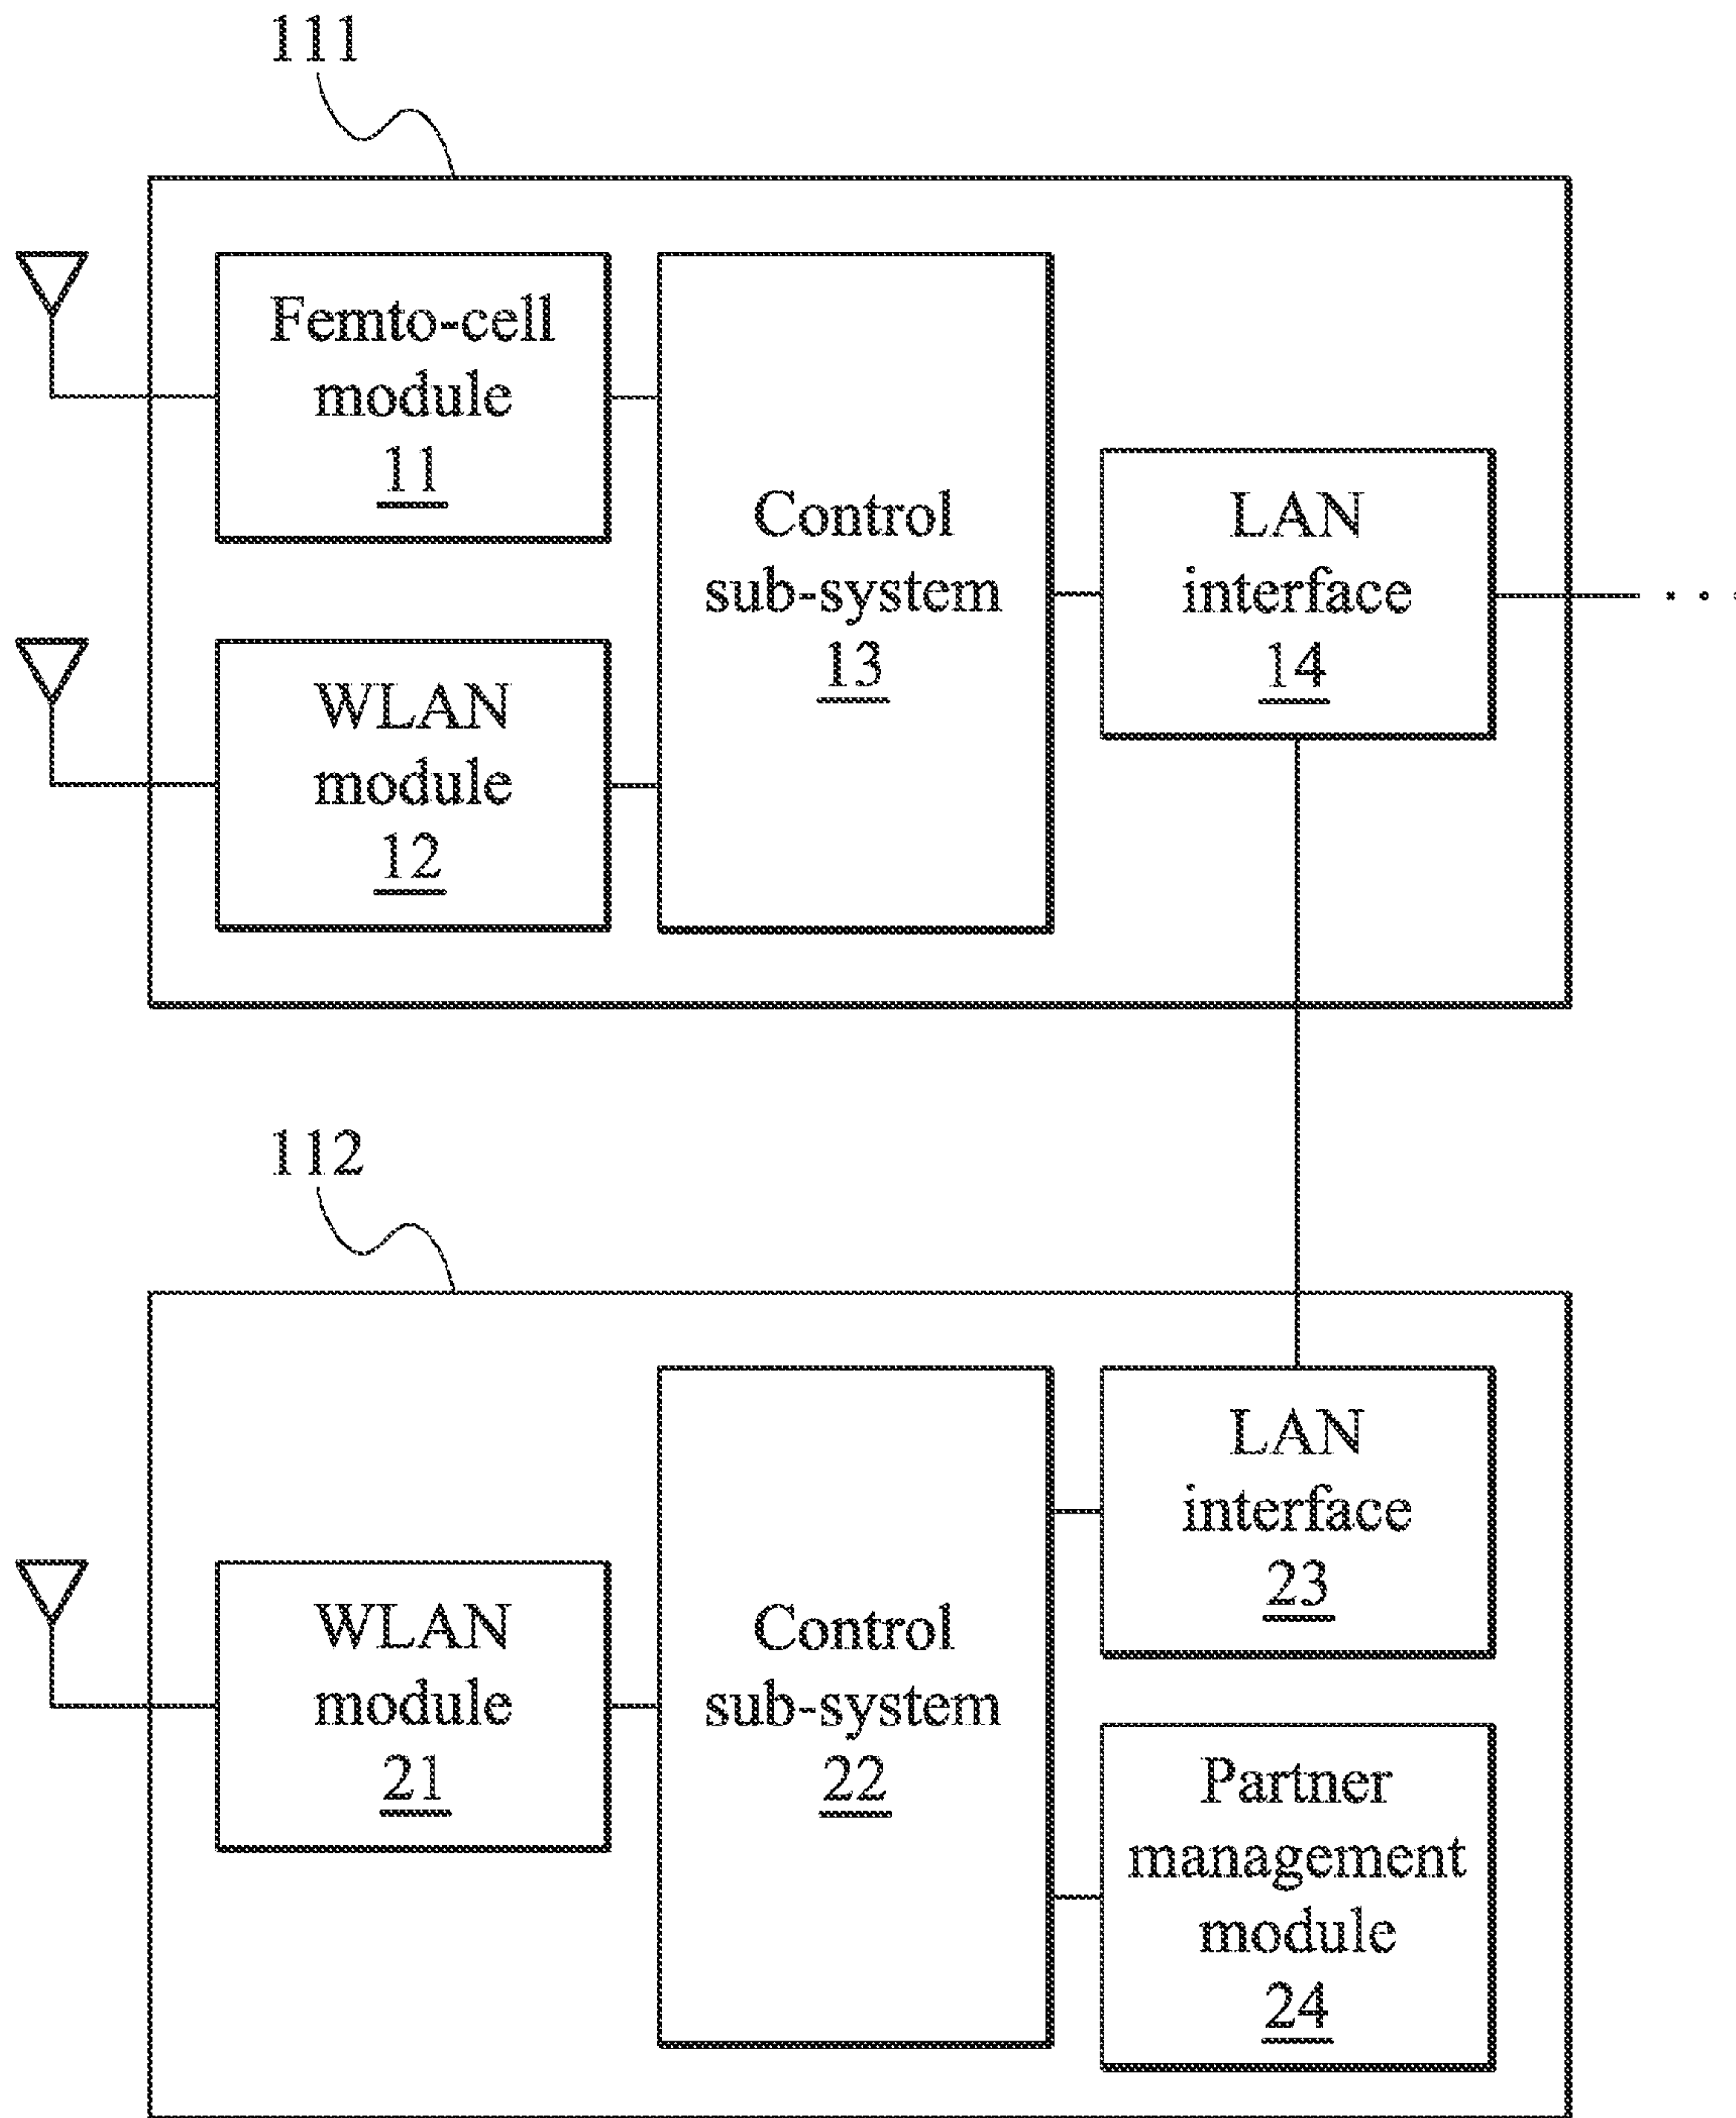 111
Femto-cell
module
11
WLAN
module
12
Control
sub-system
13
LAN
interface
14
112
WLAN
module
21
Control
sub-system
22
LAN
interface
23
Partner
management
module
24